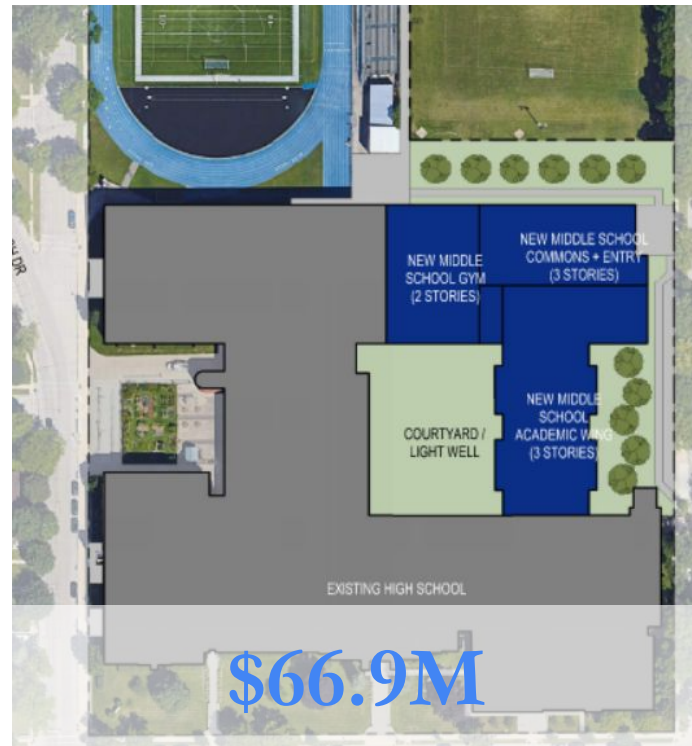 NEW MIDDLE
SCHOOL GYM
(2 STORIES)
NEW MIDDLE SCHOOL
COMMONS + ENTRY
(3 STORIES)
DR
COURTYARD /
LIGHT WELL
NEW MIDDLE
SCHOOL
ACADEMIC WING
(3 STORIES)
EXISTING HIGH SCHOOL
$66.9M